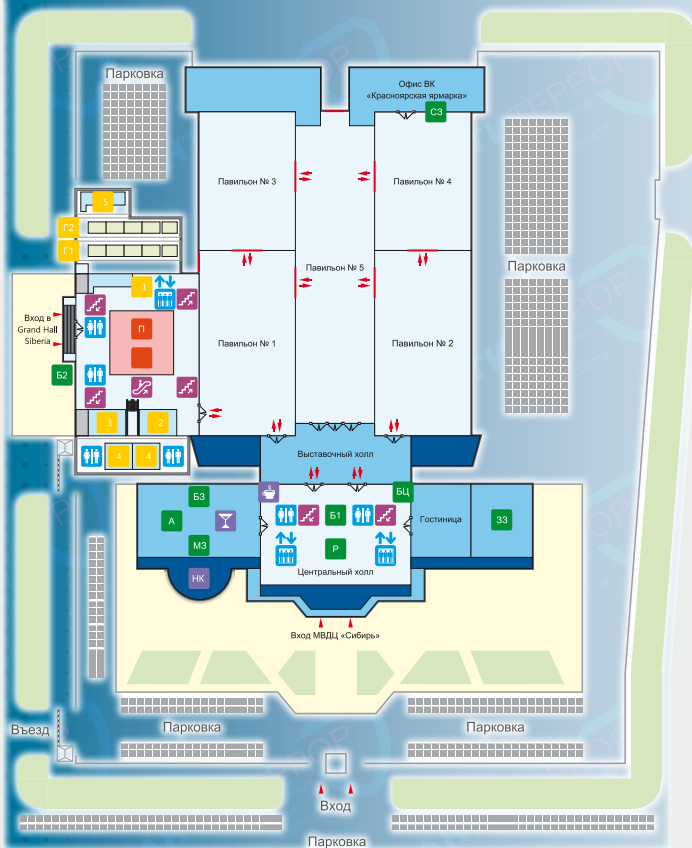 Парковка
Офис ВК
«Красноярская ярмарка»
С3
Павильон № 3
Павильон № 4
5
Г2
Г1
Павильон № 5
Парковка
1
Вход в
Grand Hall
Siberia
П
Павильон № 1
Павильон № 2
Б2
3
2
4
4
Выставочный холл
Б3
БЦ
А
Б1
Гостиница
33
М3
Р
НК
Центральный холл
Вход МВДЦ «Сибирь»
Въезд
Парковка
Парковка
Вход
Парковка